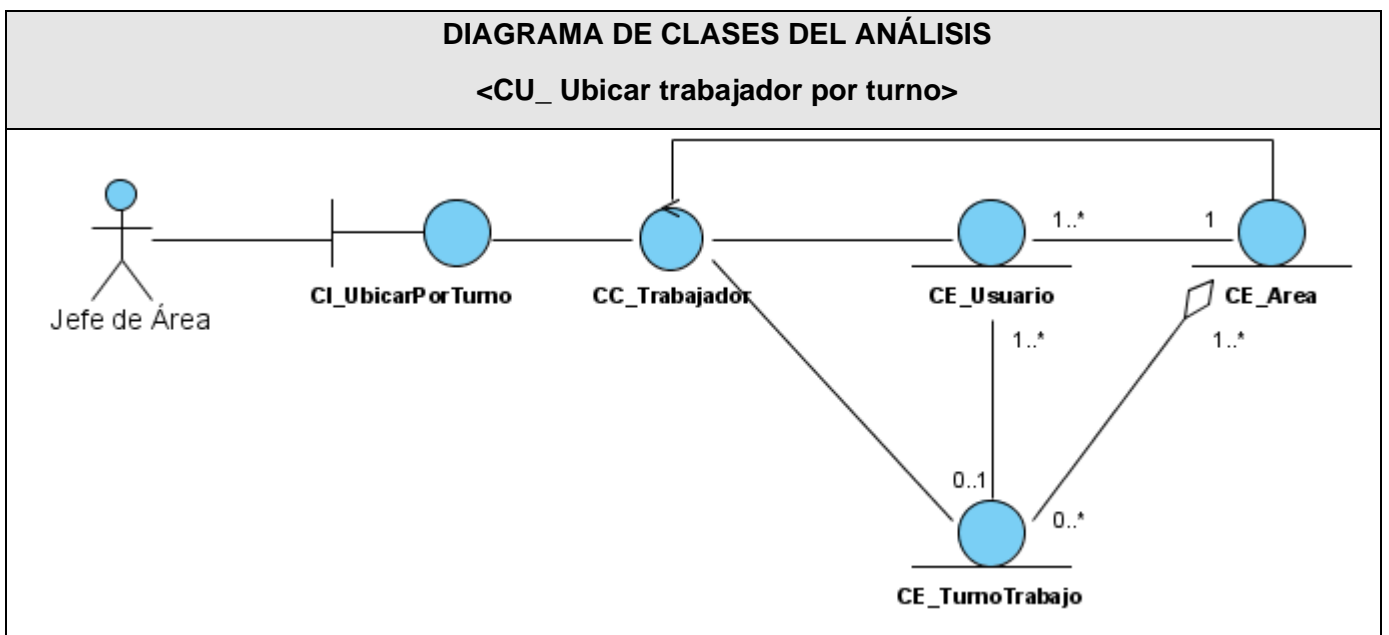 DIAGRAMA DE CLASES DEL ANÁLISIS
<CU_ Ubicar trabajador por turno>
1..*
1
CI_UbicarPorTurno
CC_Trabajador
CE_Usuario
CE_Area
Jefe de Área
1..*
1..*
0..1
0..*
CE_TurnoTrabajo